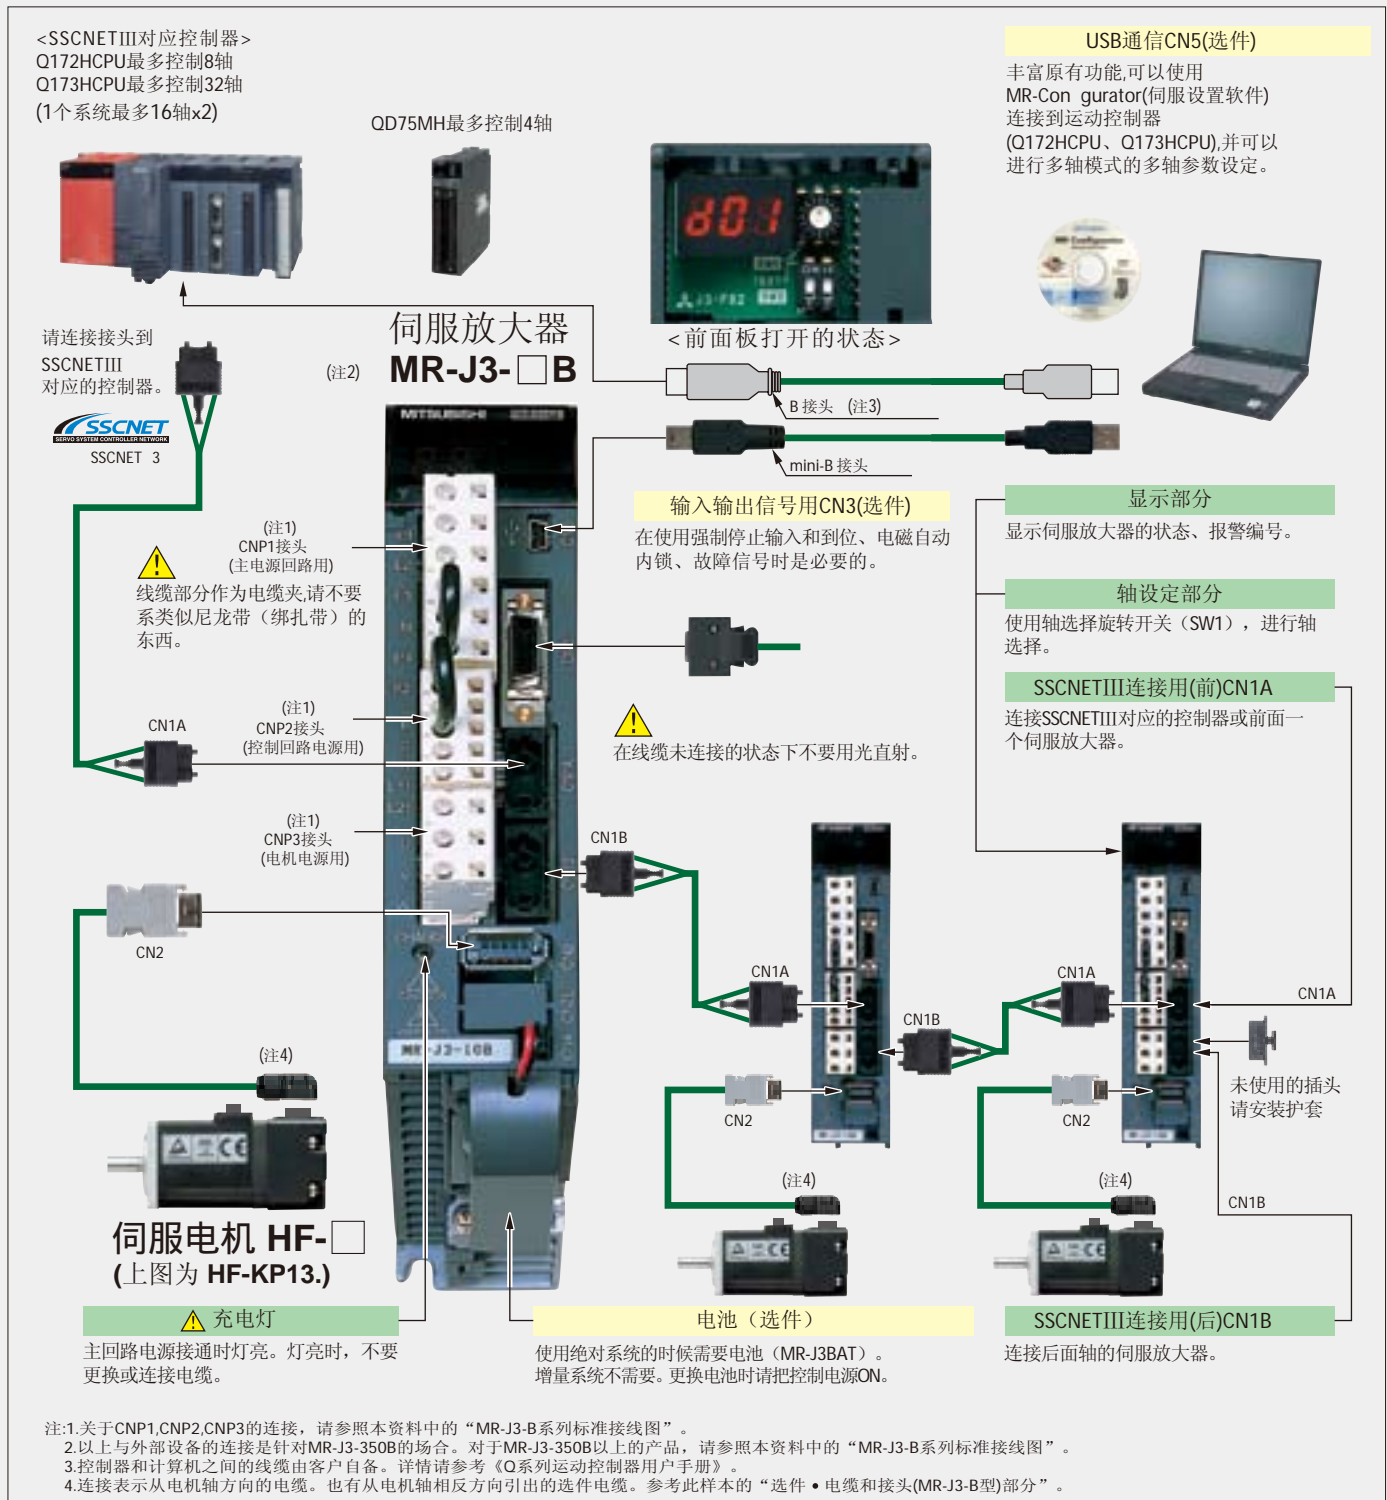 <SSCNETIII对应控制器>
Q172HCPU最多控制8轴
Q173HCPU最多控制32轴
(1个系统最多16轴x2)
QD75MH最多控制4轴
USB通信CN5(选件)
丰富原有功能,可以使用
MR-Con gurator(伺服设置软件)
连接到运动控制器
(Q172HCPU、Q173HCPU),并可以
进行多轴模式的多轴参数设定。
d01
J3-F82
<前面板打开的状态>
请连接接头到
SSCNETIII
对应的控制器。
SSCNET
SERVO SYSTEM CONTROLLER NETWORK
SSCNET 3
伺服放大器
(注2) MR-J3-□B
MITSUBISHI
B 接头 (注3)
mini-B 接头
输入输出信号用CN3(选件)
在使用强制停止输入和到位、电磁自动
内锁、故障信号时是必要的。
显示部分
显示伺服放大器的状态、报警编号。
轴设定部分
使用轴选择旋转开关（SW1），进行轴
选择。
SSCNETIII连接用(前)CN1A
连接SSCNETIII对应的控制器或前面一
个伺服放大器。
(注1)
CNP1接头
(主电源回路用)
线缆部分作为电缆夹,请不要
系类似尼龙带（绑扎带）的
东西。
(注1)
CNP2接头
(控制回路电源用)
CN1A
在线缆未连接的状态下不要用光直射。
(注1)
CNP3接头
(电机电源用)
CN1B
CN2
CN1A
CN1B
CN1A
CN1A
MR-J3-10B
(注4)
CN2
CN2
未使用的插头
请安装护套
(注4)
(注4)
CN1B
伺服电机 HF-□
(上图为 HF-KP13.)
充电灯
主回路电源接通时灯亮。灯亮时，不要
更换或连接电缆。
电池（选件）
使用绝对系统的时候需要电池（MR-J3BAT）。
增量系统不需要。更换电池时请把控制电源ON。
SSCNETIII连接用(后)CN1B
连接后面轴的伺服放大器。
注:1.关于CNP1,CNP2,CNP3的连接，请参照本资料中的“MR-J3-B系列标准接线图”。
2.以上与外部设备的连接是针对MR-J3-350B的场合。对于MR-J3-350B以上的产品，请参照本资料中的“MR-J3-B系列标准接线图”。
3.控制器和计算机之间的线缆由客户自备。详情请参考《Q系列运动控制器用户手册》。
4.连接表示从电机轴方向的电缆。也有从电机轴相反方向引出的选件电缆。参考此样本的“选件 • 电缆和接头(MR-J3-B型)部分”。